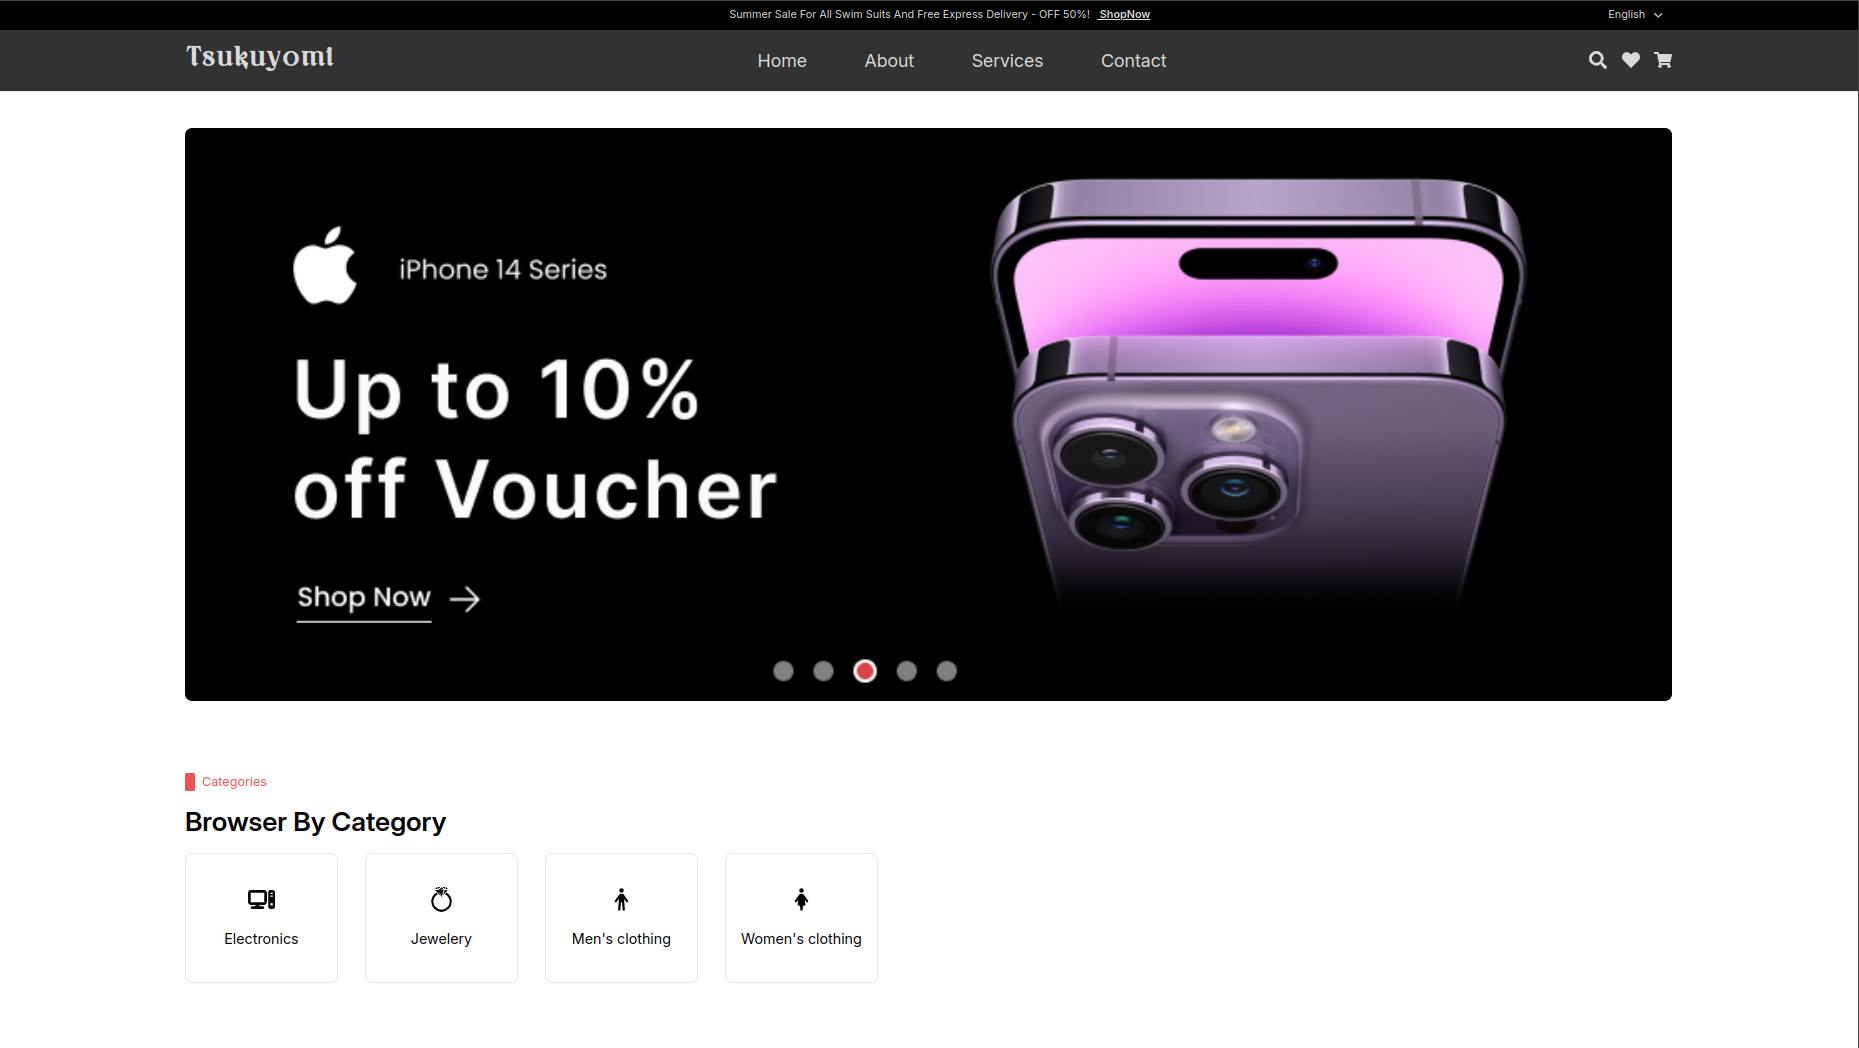 Summer Sale For All Swim Suits And Free Express Delivery - OFF 50%! ShopNow
English
Tsukuyomi
Home About Services Contact
iPhone 14 Series
Up to 10%
off Voucher
Shop Now
Categories
Browser By Category
Electronics Jewelery Men's clothing Women's clothing